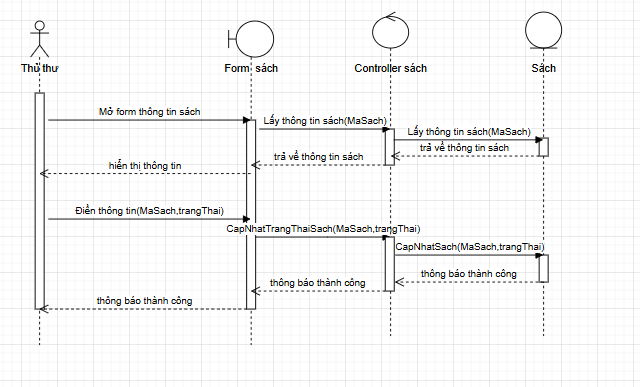 Thủ thư
Form sách
Controller sách
Sách
Mở form thông tin sách
Lấy thông tin sách(MaSach)
Lấy thông tin sách(MaSach)
trả về thông tin sách
trả về thông tin sách
hiển thị thông tin
Điền thông tin(MaSach,trangThai)
CapNhatTrangThaiSach(MaSach,trangThai)
CapNhatSach(MaSach,trangThai)
thông báo thành công
thông báo thành công
thông báo thành công